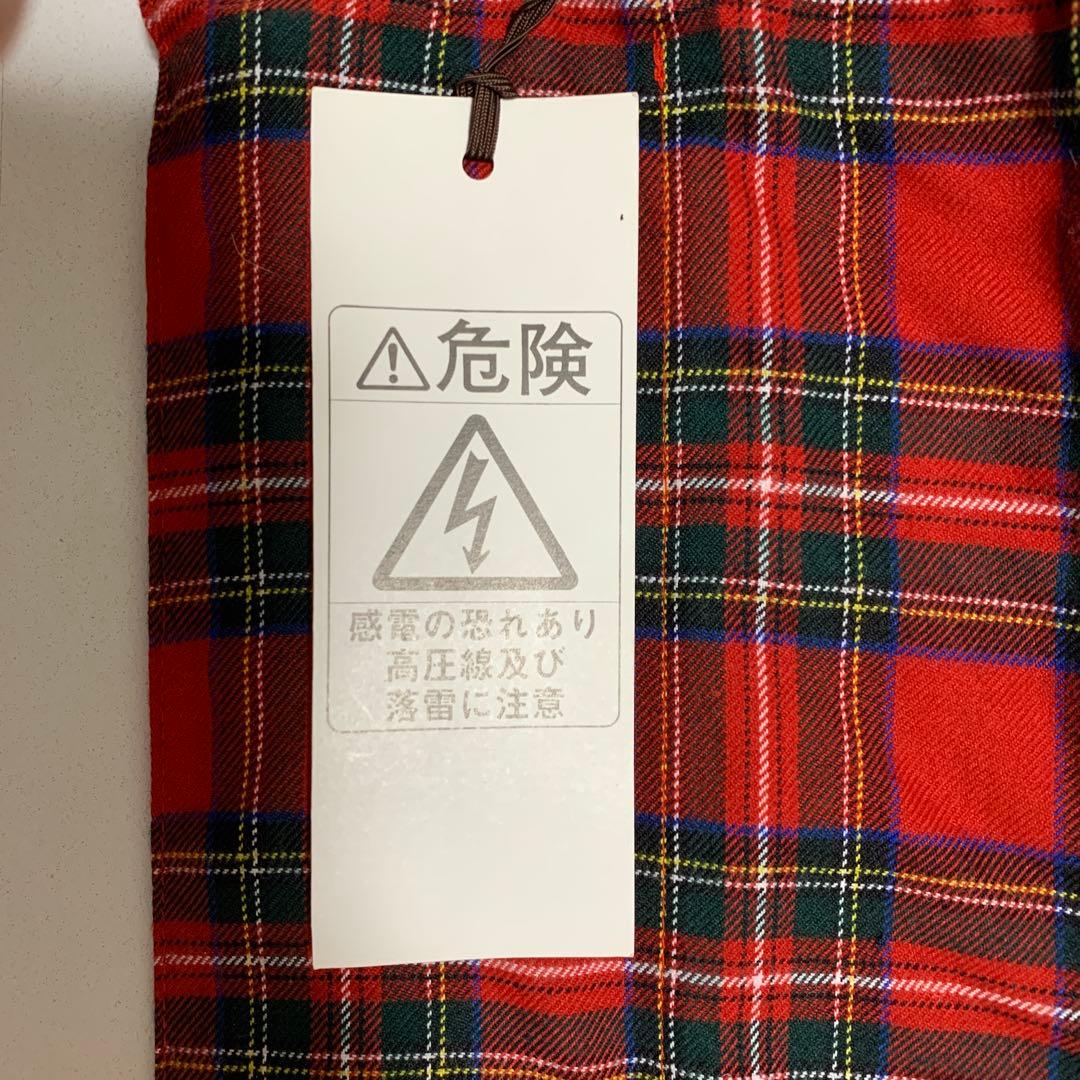 危険
感電の恐れあり
高圧線及び
落雷に注意